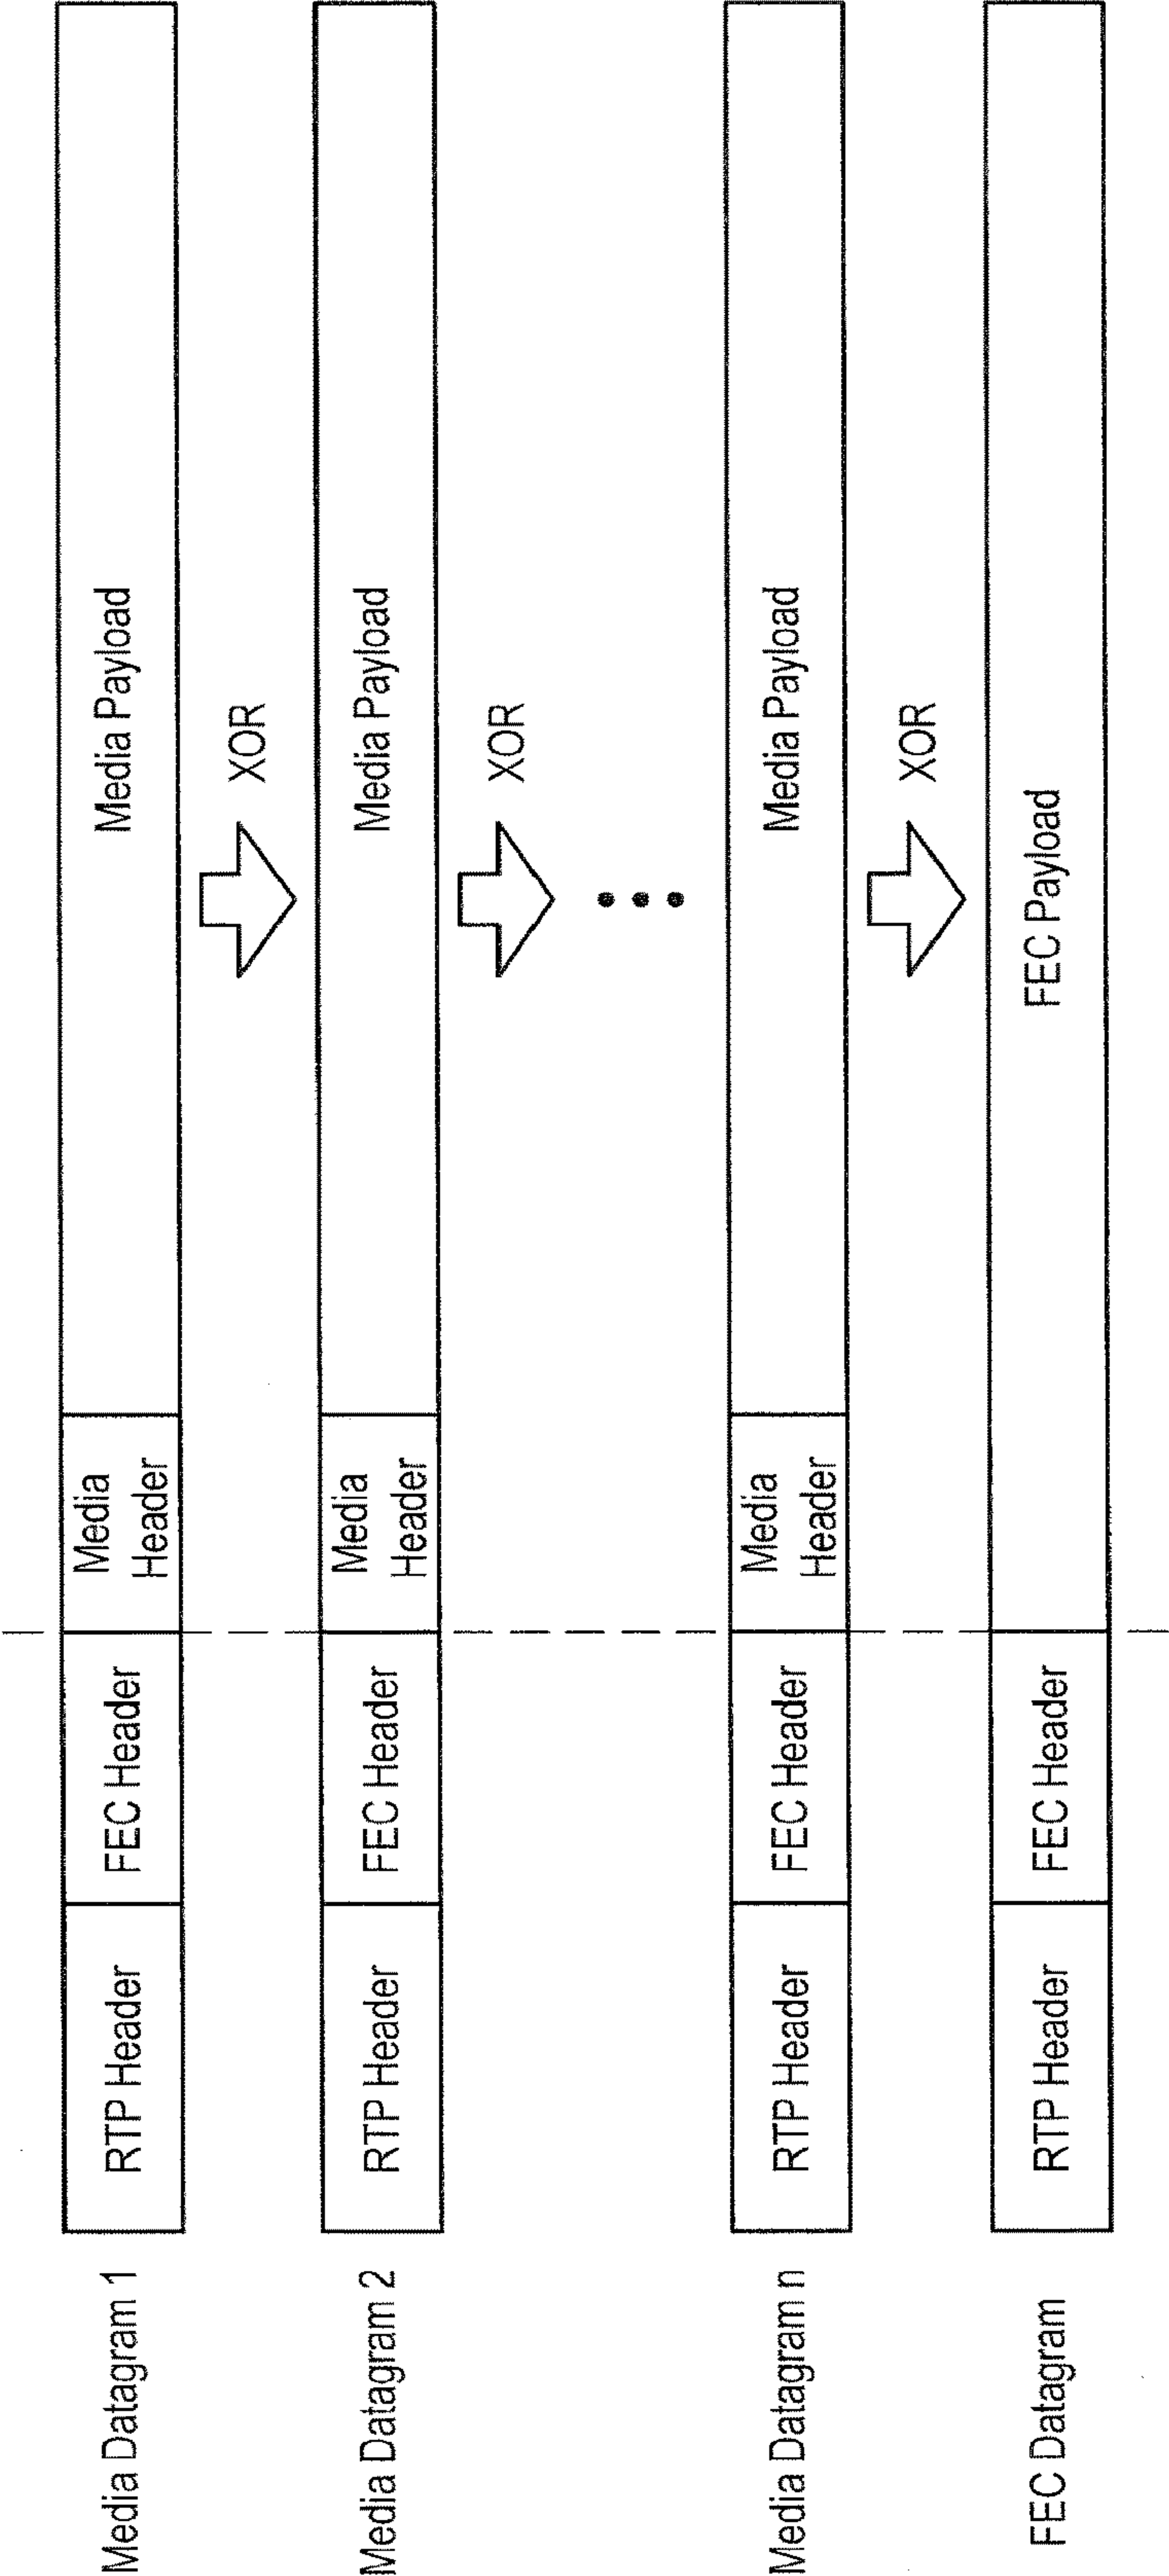 Media Datagram 1
RTP Header
FEC Header
Media
Header
Media Payload
XOR
Media Datagram 2
RTP Header
FEC Header
Media
Header
Media Payload
XOR
Media Datagram n
RTP Header
FEC Header
Media
Header
Media Payload
XOR
FEC Datagram
RTP Header
FEC Header
FEC Payload